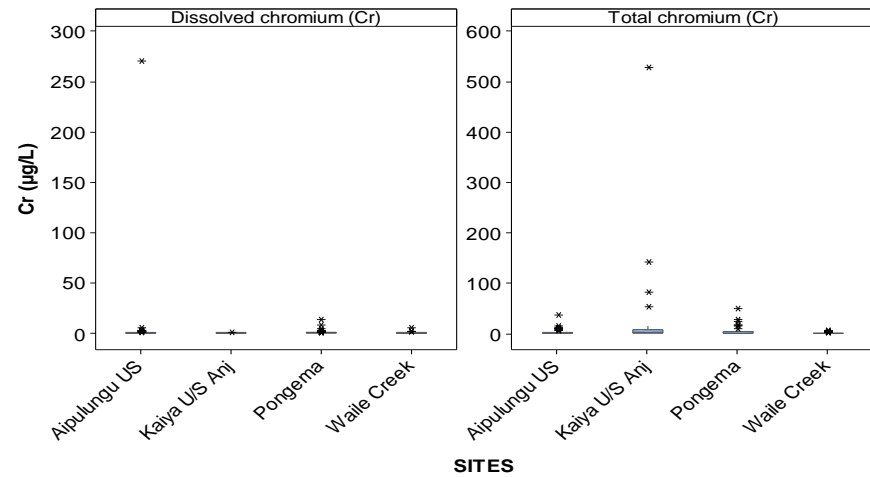 Dissolved chromium (Cr)
Total chromium (Cr)
Cr (µg/L)
300
250
200
150
100
50
0
600
500
400
300
200
100
0
Aipulungu US
Kaiya U/S Anj
Pongema
Waile Creek
Aipulungu US
Kaiya U/S Anj
Pongema
Waile Creek
SITES